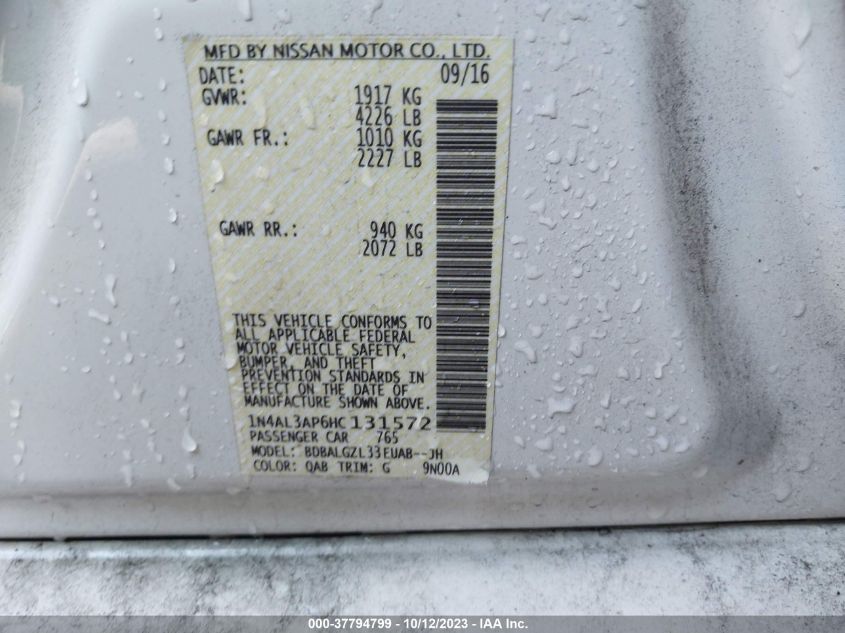 MFD BY NISSAN MOTOR CO., LTD.
DATE: 09/16
GVWR: 1917 KG
4226 LB
GAWR FR.: 1010 KG
2227 LB
GAWR RR.: 940 KG
2072 LB
THIS VEHICLE CONFORMS TO
ALL APPLICABLE FEDERAL
MOTOR VEHICLE SAFETY,
BUMPER, AND THEFT
PREVENTION STANDARDS IN
EFFECT ON THE DATE OF
MANUFACTURE SHOWN ABOVE.
1N4AL3AP6HC131572
PASSENGER CAR 765
MODEL: BDBALGZL33EUAB--JH
COLOR: QAB TRIM: G 9N00A
000-37794799 - 10/12/2023 - IAA Inc.